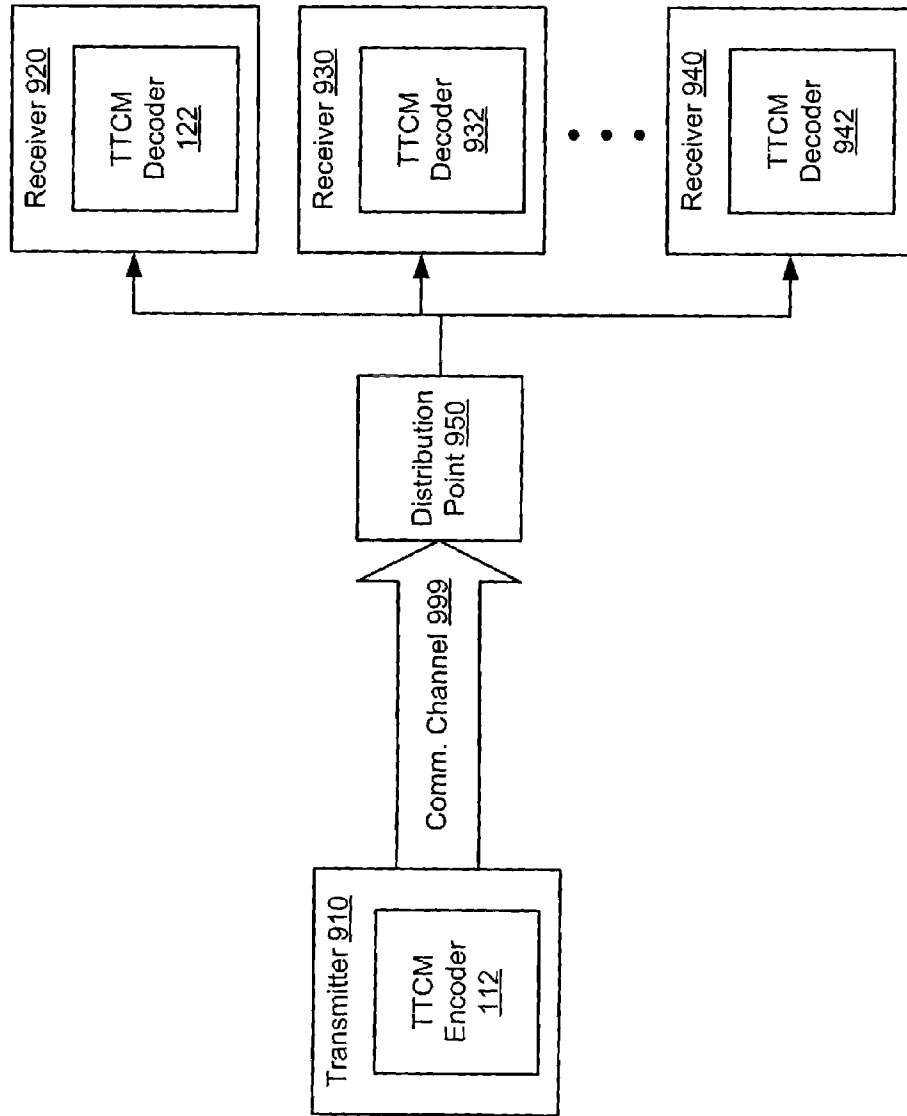 Transmitter 910
TTCM
Encoder
112
Comm. Channel 999
Distribution
Point 950
Receiver 920
TTCM
Decoder
122
Receiver 930
TTCM
Decoder
932
Receiver 940
TTCM
Decoder
942